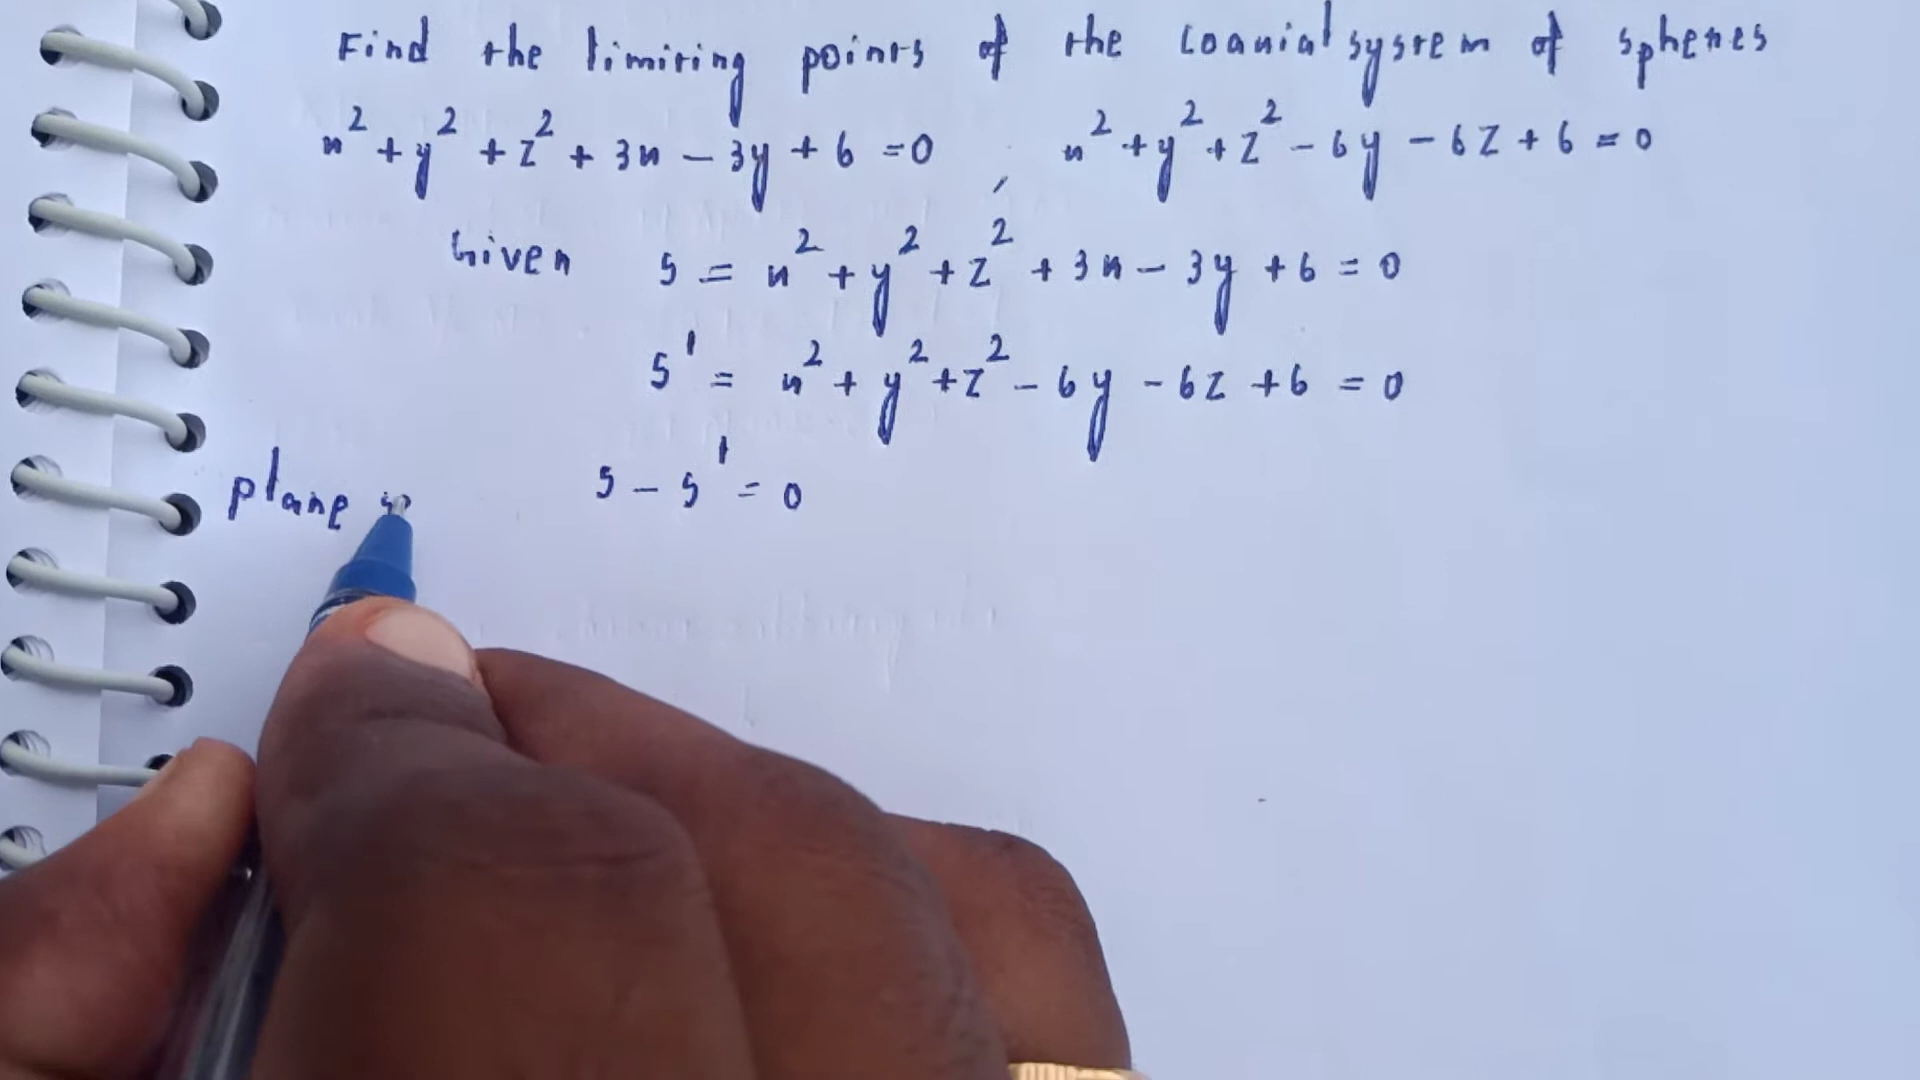 Find the limiting points of the coaxial system of spheres
x² + y² + z² + 3x - 3y + 6 = 0 , x² + y² + z² - 6y - 6z + 6 = 0
Given S = x² + y² + z² + 3x - 3y + 6 = 0
S' = x² + y² + z² - 6y - 6z + 6 = 0
plane is S - S' = 0